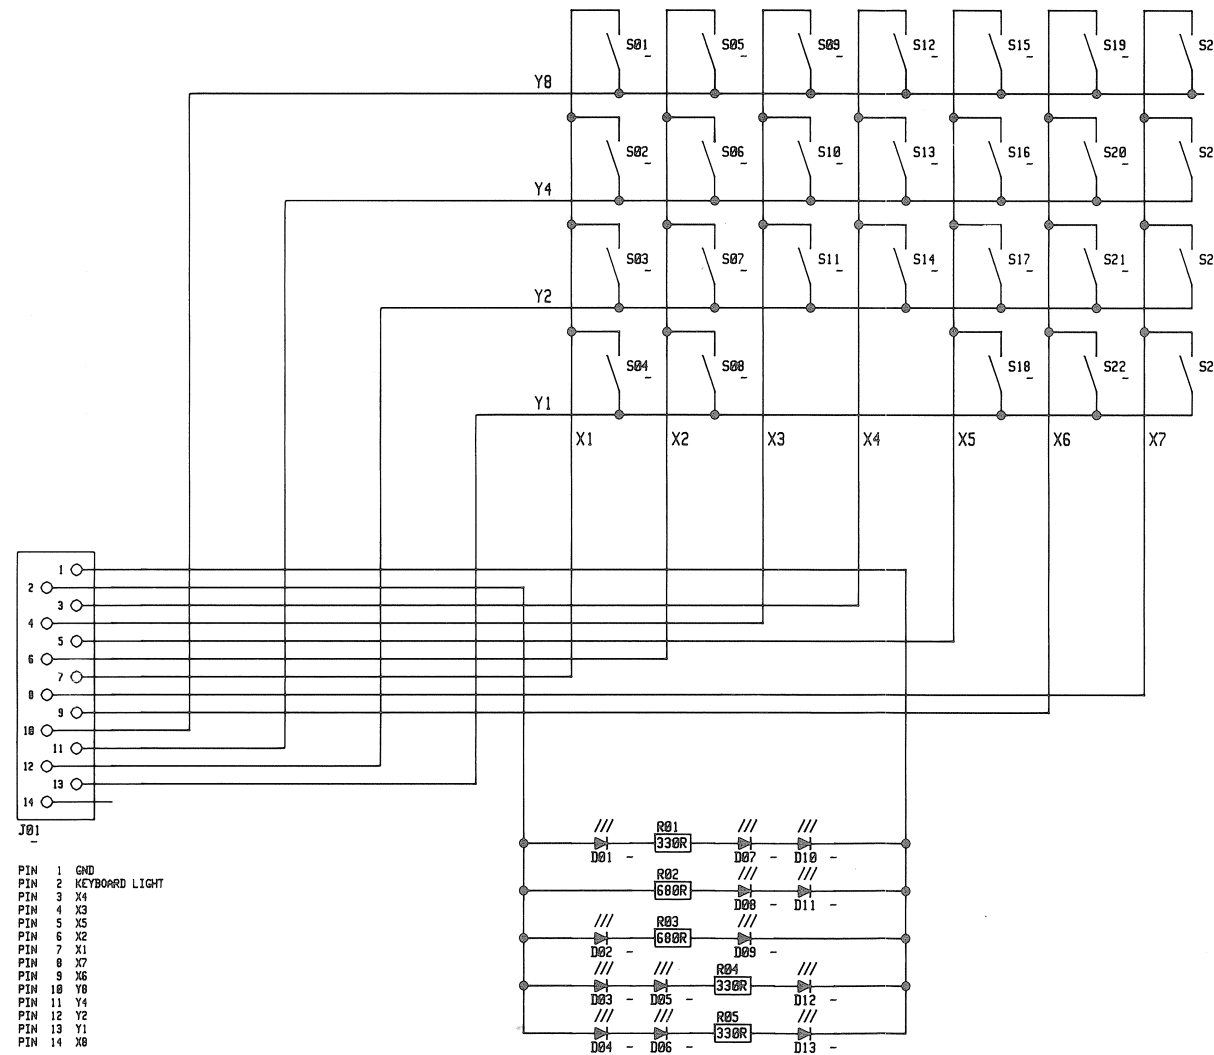 S01 S05 S09 S12 S15 S19 S2
Y8
S02 S06 S10 S13 S16 S20 S2
Y4
S03 S07 S11 S14 S17 S21 S2
Y2
S04 S08 S18 S22 S2
Y1
X1 X2 X3 X4 X5 X6 X7
1
2
3
4
5
6
7
8
9
10
11
12
13
14
J01
R01
330R
D01 D07 D10
R02
680R
D08 D11
R03
680R
D02 D09
R04
330R
D03 D05 D12
R05
330R
D04 D06 D13
PIN 1 GND
PIN 2 KEYBOARD LIGHT
PIN 3 X4
PIN 4 X3
PIN 5 X5
PIN 6 X2
PIN 7 X1
PIN 8 X7
PIN 9 X6
PIN 10 Y8
PIN 11 Y4
PIN 12 Y2
PIN 13 Y1
PIN 14 X8